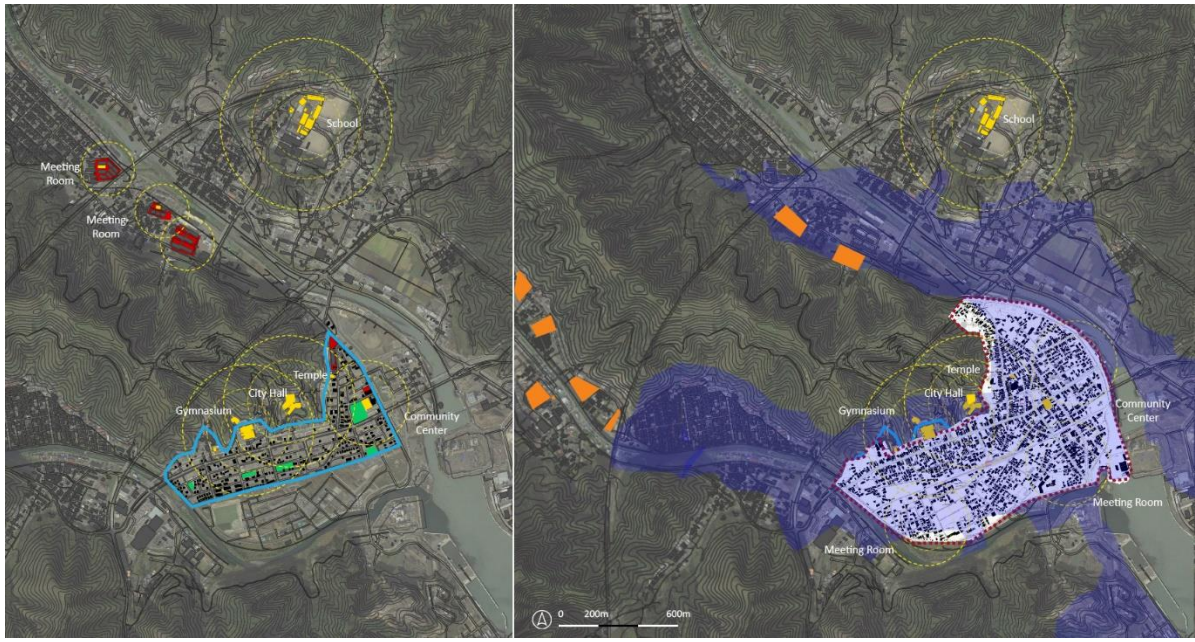 School
Meeting
Room
Meeting
Room
Temple
City Hall
Gymnasium
Community
Center
School
Temple
City Hall
Gymnasium
Community
Center
Meeting Room
Meeting Room
A
0
200m
600m